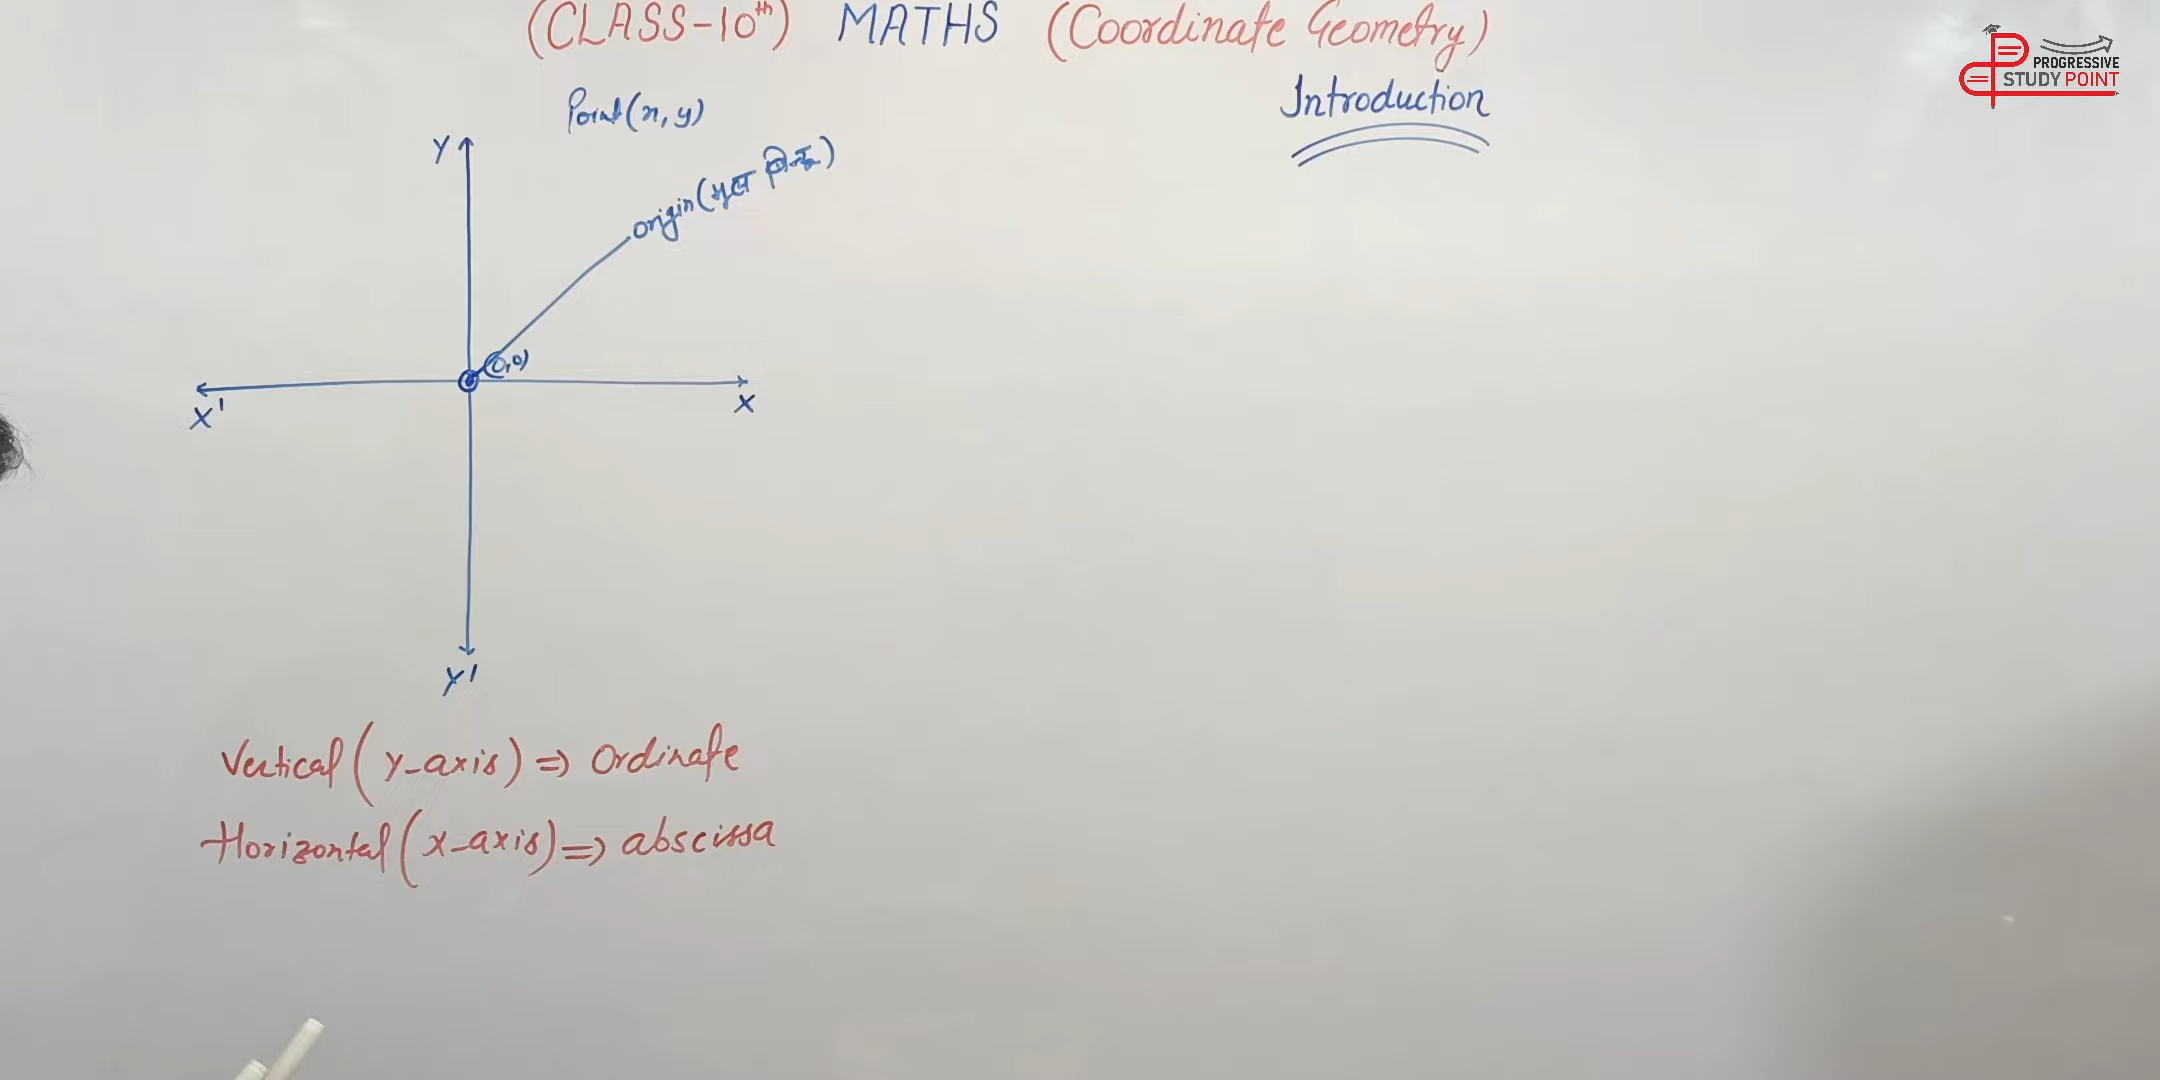 (CLASS-10th) MATHS (Coordinate Geometry)
PROGRESSIVE
STUDY POINT
Introduction
Point(x, y)
Y
origin(मूल बिन्दु)
(0,0)
X'
X
Y'
Vertical (y-axis) => Ordinate
Horizontal (x-axis) => abscissa